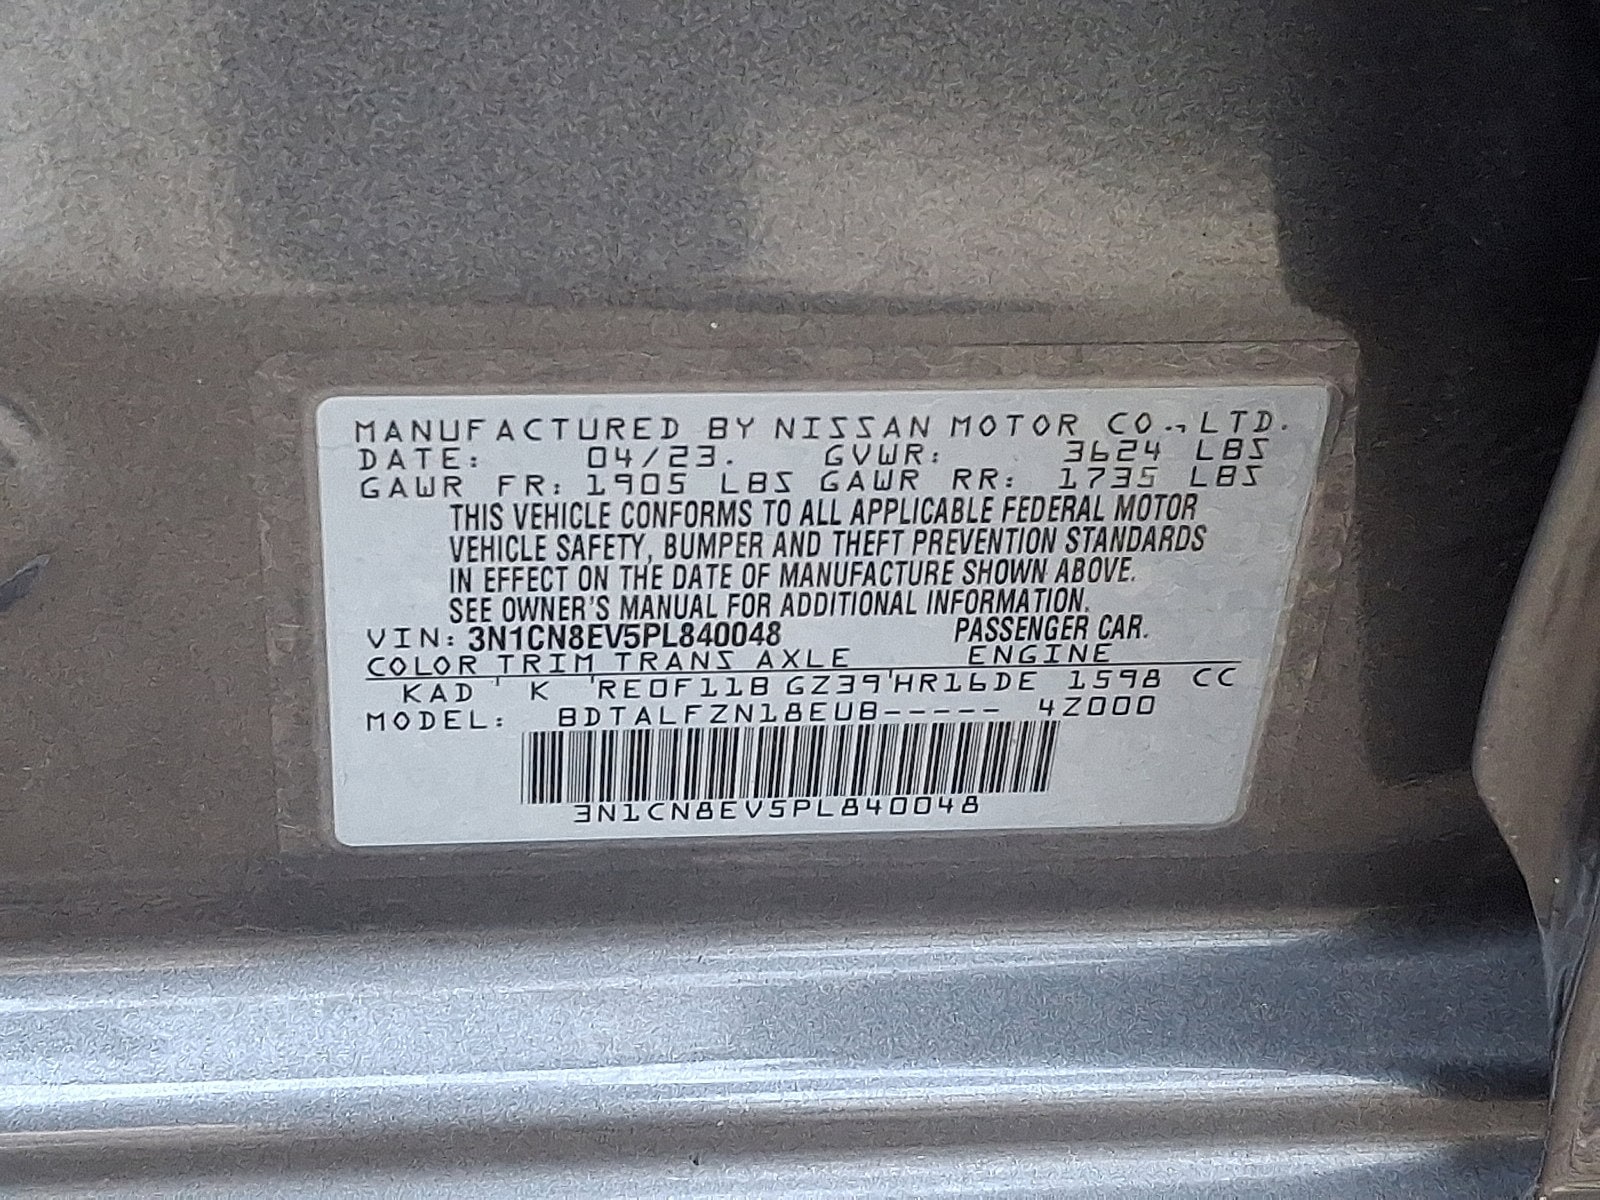 MANUFACTURED BY NISSAN MOTOR CO., LTD.
DATE: 04/23. GVWR: 3624 LBS
GAWR FR: 1905 LBS GAWR RR: 1735 LBS
THIS VEHICLE CONFORMS TO ALL APPLICABLE FEDERAL MOTOR
VEHICLE SAFETY, BUMPER AND THEFT PREVENTION STANDARDS
IN EFFECT ON THE DATE OF MANUFACTURE SHOWN ABOVE.
SEE OWNER'S MANUAL FOR ADDITIONAL INFORMATION.
VIN: 3N1CN8EV5PL840048 PASSENGER CAR.
COLOR TRIM TRANS AXLE ENGINE
KAD ' K 'RE0F11B GZ39'HR16DE 1598 CC
MODEL: BDTALFZN18EUB----- 4Z000
3N1CN8EV5PL840048